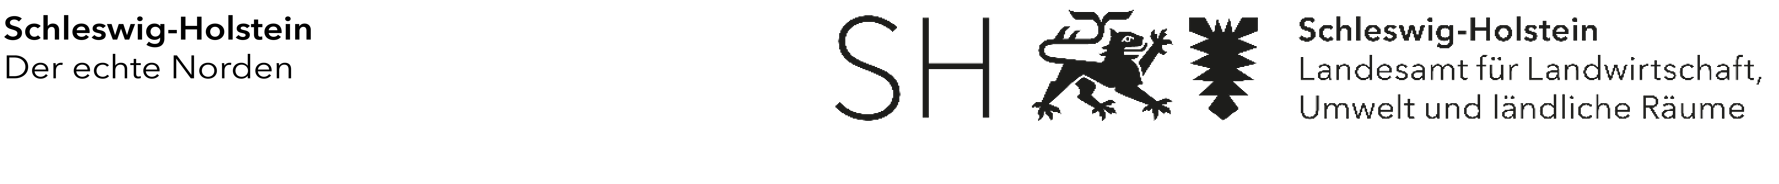 Schleswig-Holstein
Der echte Norden
SH
Schleswig-Holstein
Landesamt für Landwirtschaft,
Umwelt und ländliche Räume